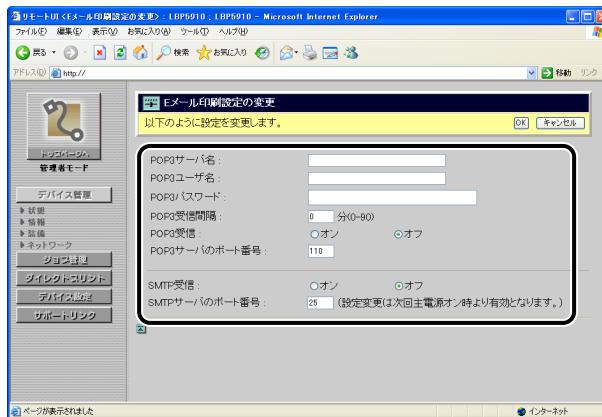 リモートUI <Eメール印刷設定の変更> : LBP5910 ; LBP5910 - Microsoft Internet Explorer
ファイル(F) 編集(E) 表示(V) お気に入り(A) ツール(T) ヘルプ(H)
戻る 検索 お気に入り
アドレス(D) http:// 移動 リンク
Eメール印刷設定の変更
以下のように設定を変更します。 OK キャンセル
トップページへ
管理者モード
デバイス管理
状態
情報
装備
ネットワーク
ジョブ管理
ダイレクトプリント
デバイス設定
サポートリンク
POP3サーバ名 :
POP3ユーザ名 :
POP3パスワード :
POP3受信間隔 : 0 分(0-90)
POP3受信 : オン オフ
POP3サーバのポート番号 : 110
SMTP受信 : オン オフ
SMTPサーバのポート番号 : 25 (設定変更は次回主電源オン時より有効となります。)
ページが表示されました インターネット